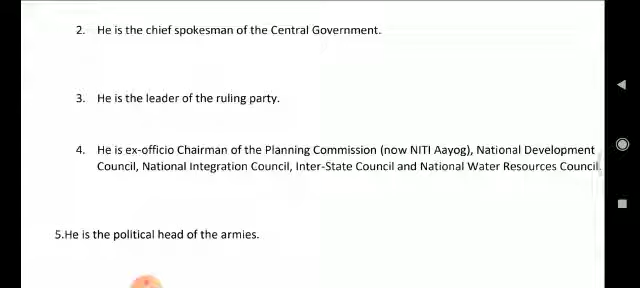 2. He is the chief spokesman of the Central Government.
3. He is the leader of the ruling party.
4. He is ex-officio Chairman of the Planning Commission (now NITI Aayog), National Development
Council, National Integration Council, Inter-State Council and National Water Resources Council.
5.He is the political head of the armies.